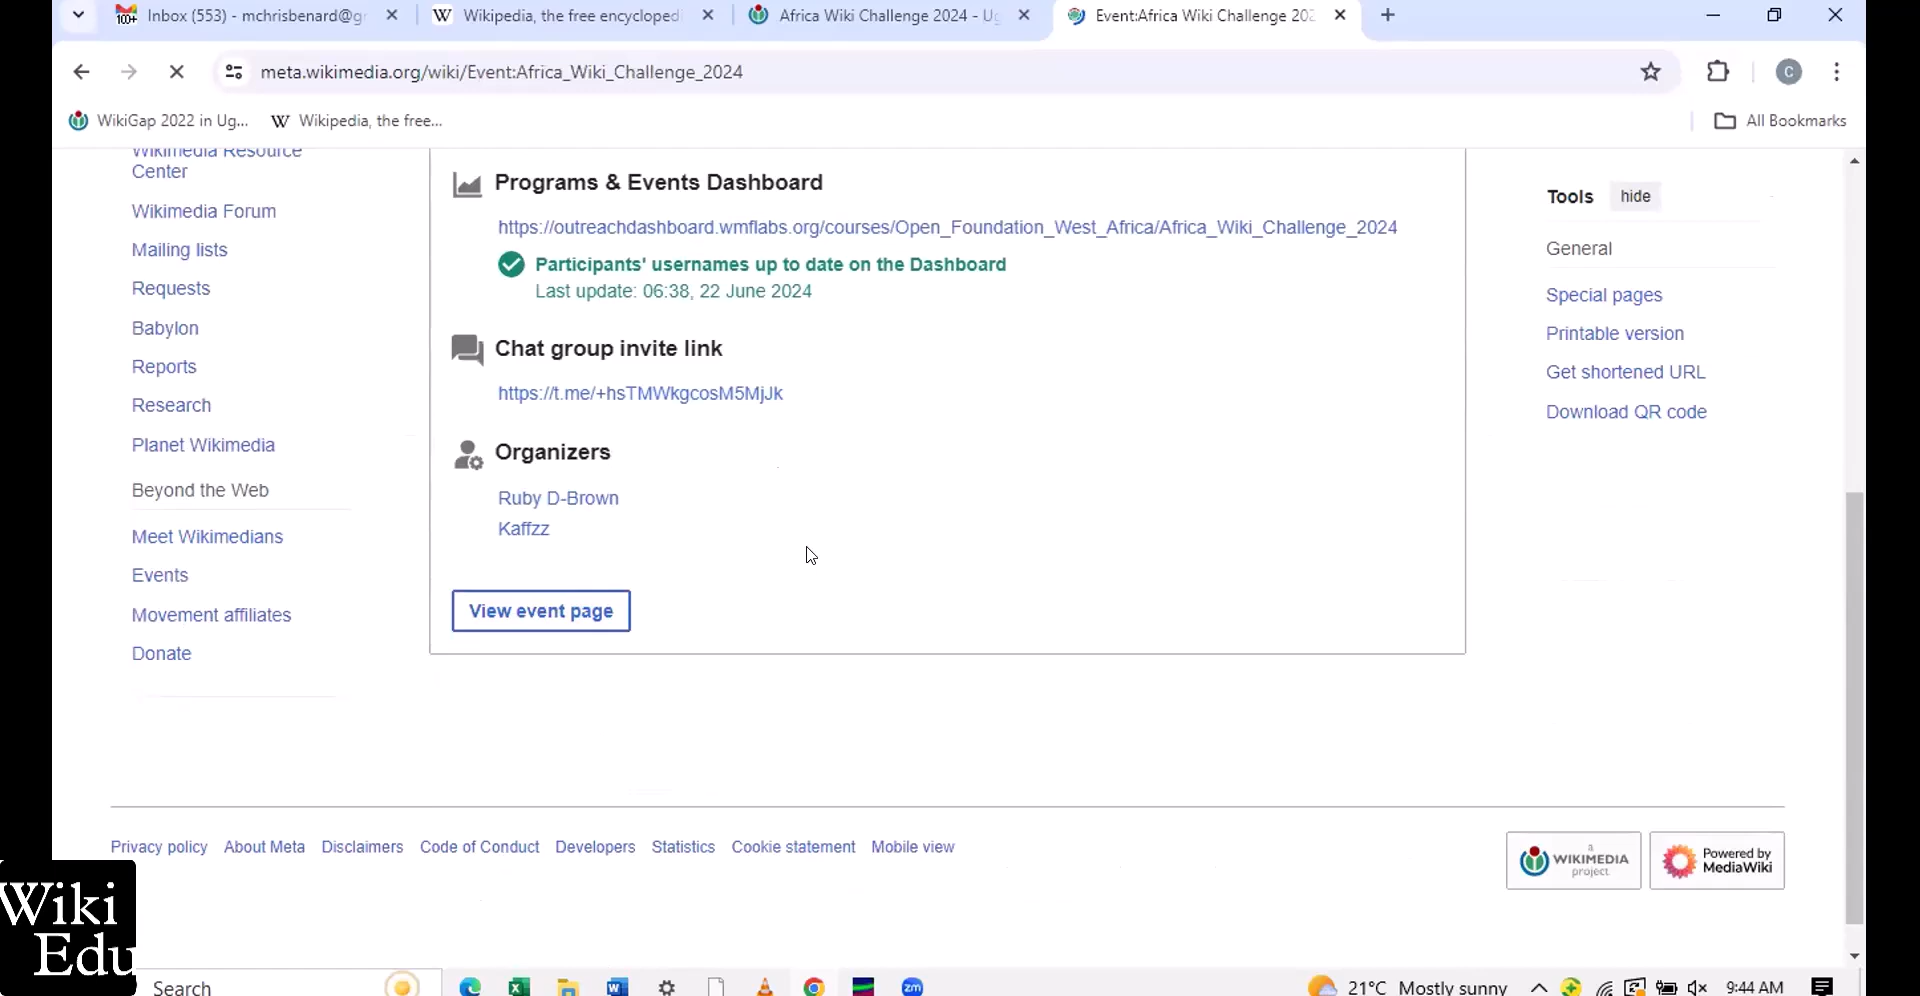 100+
Inbox (553) - mchrisbenard@g
Wikipedia, the free encycloped
Africa Wiki Challenge 2024 - Ug
Event:Africa Wiki Challenge 202
meta.wikimedia.org/wiki/Event:Africa_Wiki_Challenge_2024
C
WikiGap 2022 in Ug...
W Wikipedia, the free...
All Bookmarks
Wikimedia Resource
Center
Wikimedia Forum
Mailing lists
Requests
Babylon
Reports
Research
Planet Wikimedia
Beyond the Web
Meet Wikimedians
Events
Movement affiliates
Donate
Programs & Events Dashboard
https://outreachdashboard.wmflabs.org/courses/Open_Foundation_West_Africa/Africa_Wiki_Challenge_2024
Participants' usernames up to date on the Dashboard
Last update: 06:38, 22 June 2024
Chat group invite link
https://t.me/+hsTMWkgcosM5MjJk
Organizers
Ruby D-Brown
Kaffzz
View event page
Tools hide
General
Special pages
Printable version
Get shortened URL
Download QR code
Privacy policy About Meta Disclaimers Code of Conduct Developers Statistics Cookie statement Mobile view
a
WIKIMEDIA
project
Powered by
MediaWiki
Wiki
Edu
Search
zm
21°C Mostly sunny
9:44 AM